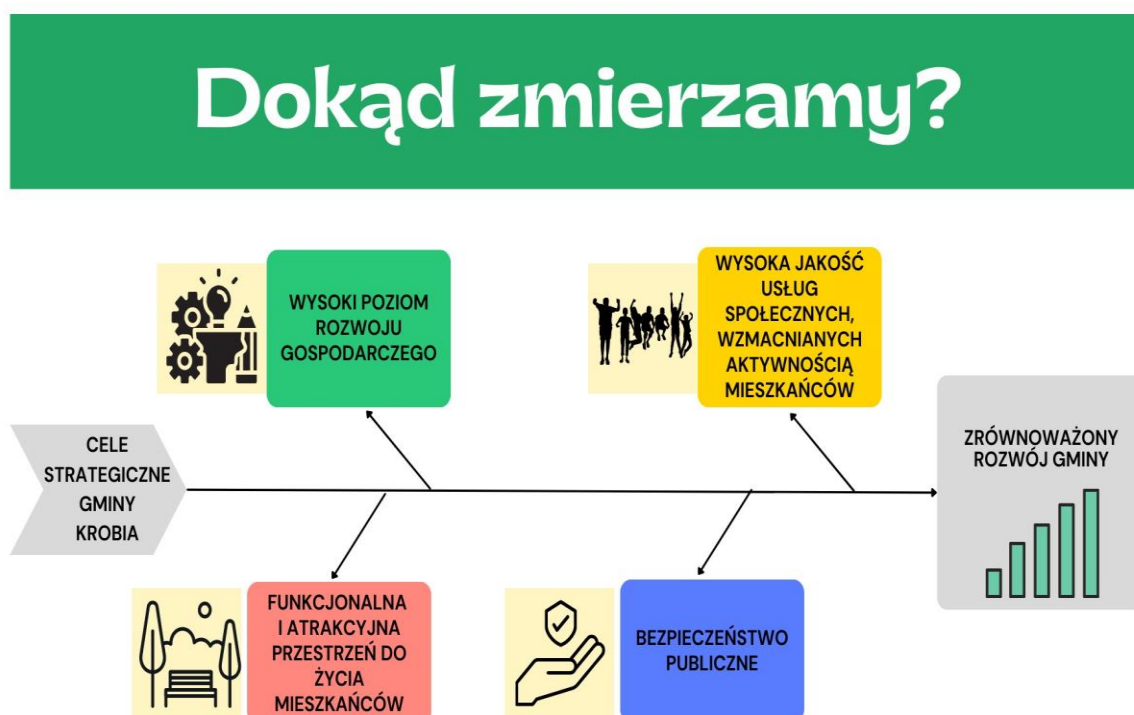 Dokąd zmierzamy?
WYSOKI POZIOM
ROZWOJU
GOSPODARCZEGO
WYSOKA JAKOŚĆ
USŁUG
SPOŁECZNYCH,
WZMACNIANYCH
AKTYWNOŚCIĄ
MIESZKAŃCÓW
CELE
STRATEGICZNE
GMINY
KROBIA
ZRÓWNOWAŻONY
ROZWÓJ GMINY
FUNKCJONALNA
I ATRAKCYJNA
PRZESTRZEŃ DO
ŻYCIA
MIESZKAŃCÓW
BEZPIECZEŃSTWO
PUBLICZNE